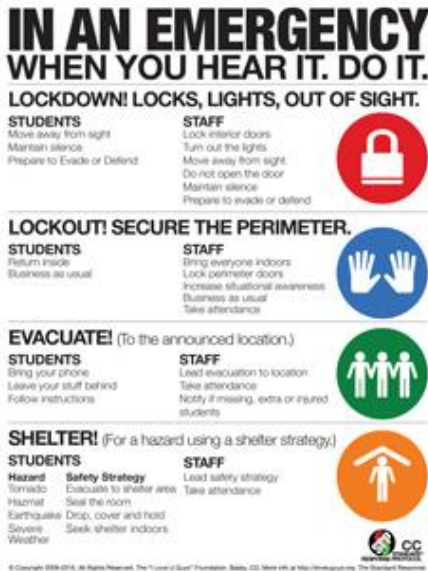 IN AN EMERGENCY
WHEN YOU HEAR IT. DO IT.
LOCKDOWN! LOCKS, LIGHTS, OUT OF SIGHT.
STUDENTS
Move away from sight
Maintain silence
Prepare to Evade or Defend
STAFF
Lock interior doors
Turn out the lights
Move away from sight
Do not open the door
Maintain silence
Prepare to evade or defend
LOCKOUT! SECURE THE PERIMETER.
STUDENTS
Return inside
Business as usual
STAFF
Bring everyone indoors
Lock perimeter doors
Increase situational awareness
Business as usual
Take attendance
EVACUATE! (To the announced location.)
STUDENTS
Bring your phone
Leave your stuff behind
Follow instructions
STAFF
Lead evacuation to location
Take attendance
Notify if missing, extra or injured
students
SHELTER! (For a hazard using a shelter strategy.)
STUDENTS
Hazard Safety Strategy
Tornado Evacuate to shelter area
Hazmat Seal the room
Earthquake Drop, cover and hold
Severe Seek shelter indoors
Weather
STAFF
Lead safety strategy
Take attendance
CC